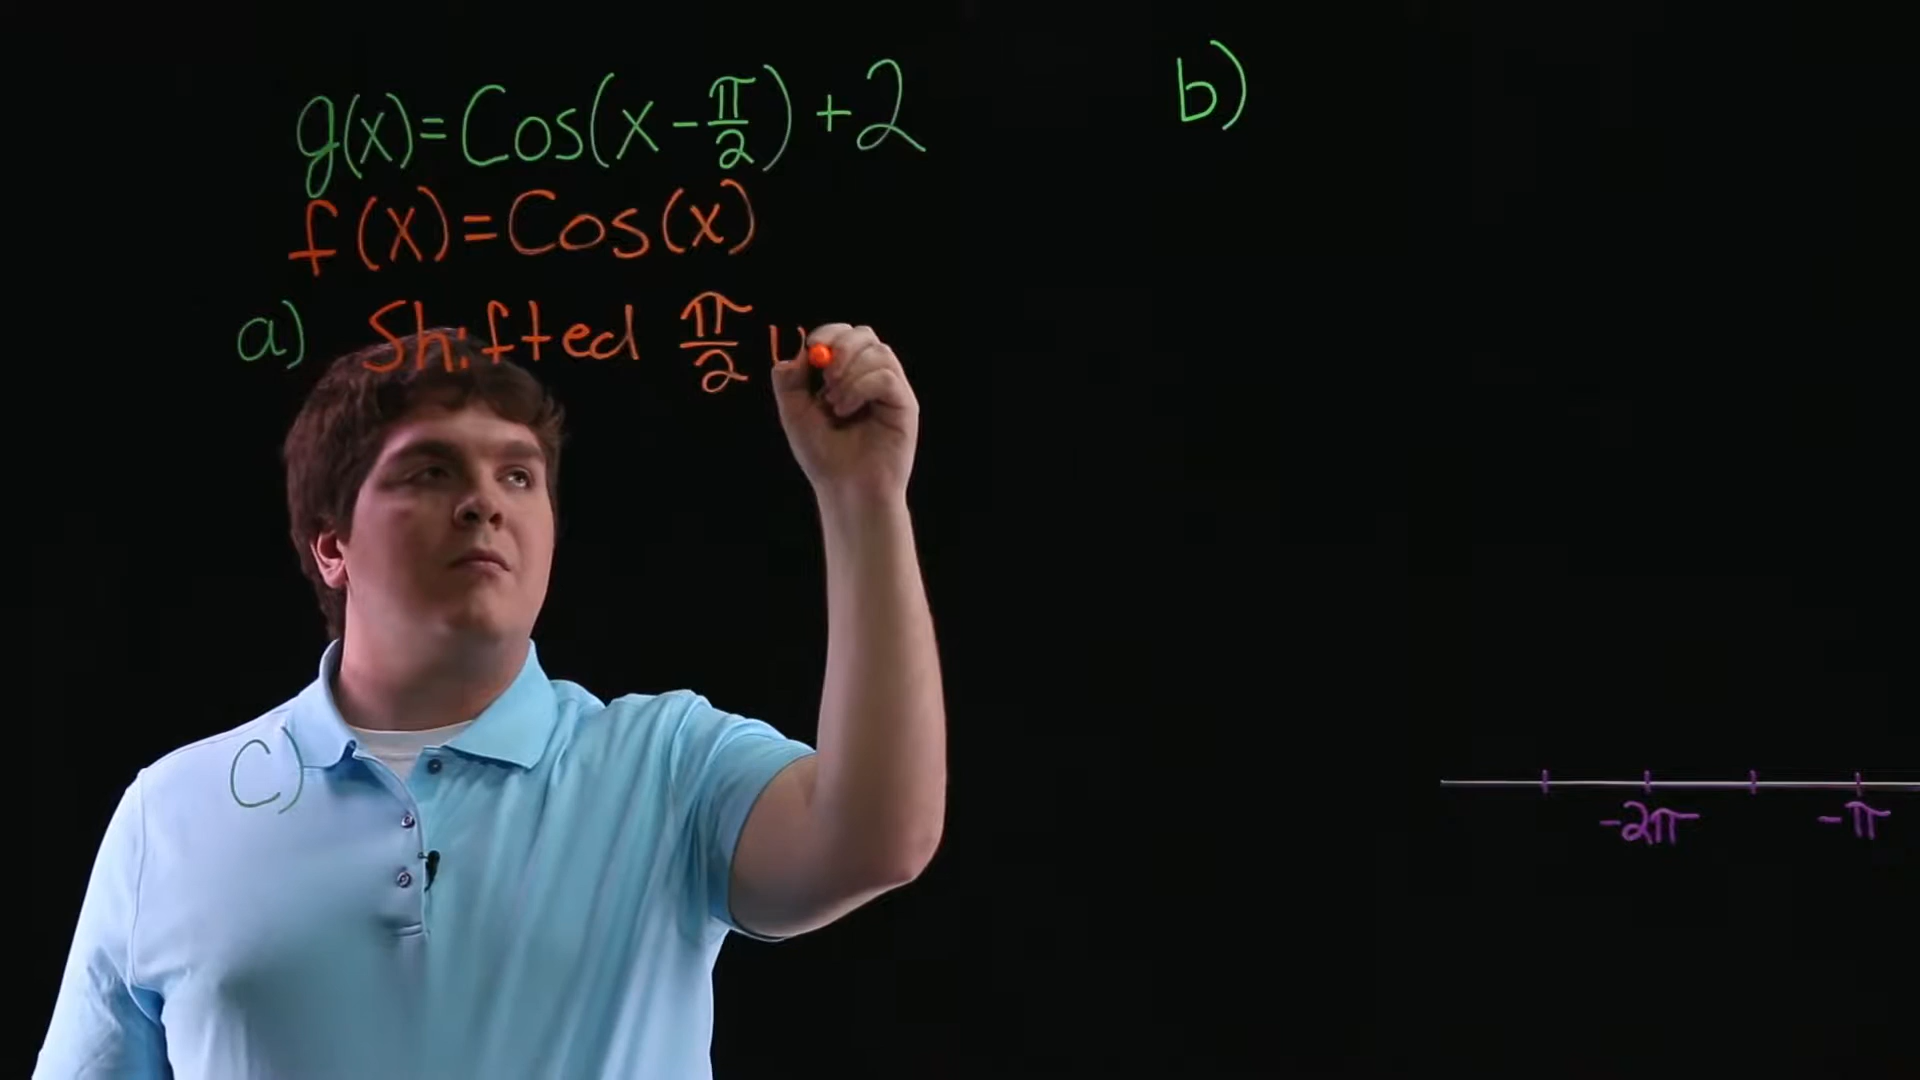 g(x)=Cos(x-π/2)+2
f(x)=Cos(x)
a) Shifted π/2 u
b)
c)
-2π -π